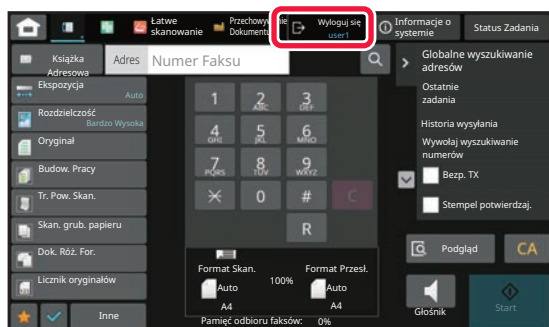 Łatwe
skanowanie
Przechowywanie
Dokumentu
Wyloguj się
user1
Informacje o
systemie
Status Zadania
Książka
Adresowa
Adres
Numer Faksu
Globalne wyszukiwanie
adresów
Ostatnie
zadania
Historia wysyłania
Wywołaj wyszukiwanie
numerów
Bezp. TX
Stempel potwierdzaj.
Ekspozycja
Auto
Rozdzielczość
Bardzo Wysoka
Oryginał
Budow. Pracy
Tr. Pow. Skan.
Skan. grub. papieru
Dok. Róż. For.
Licznik oryginałów
Inne
1
2
ABC
3
DEF
4
GHI
5
JKL
6
MNO
7
PQRS
8
TUV
9
WXYZ
0
#
C
R
Format Skan.
Auto
A4
100%
Format Przesł.
Auto
A4
Pamięć odbioru faksów: 0%
Podgląd
CA
Głośnik
Start